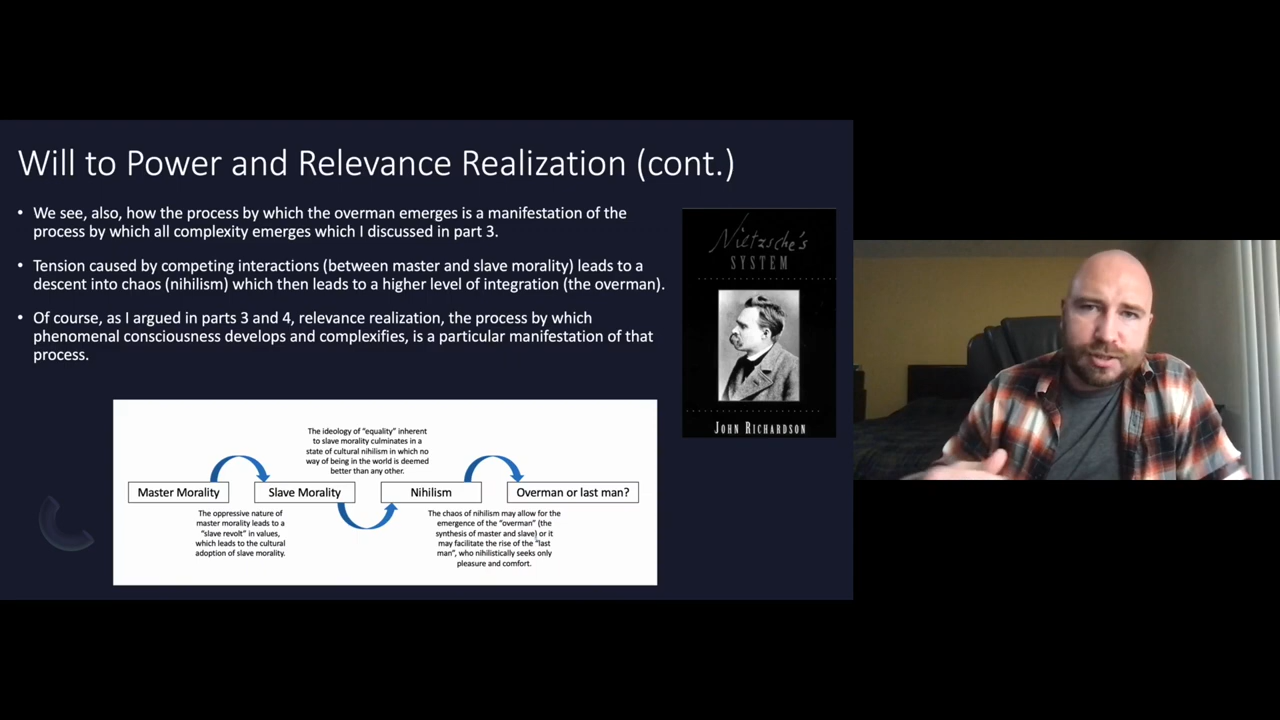 Will to Power and Relevance Realization (cont.)
• We see, also, how the process by which the overman emerges is a manifestation of the
process by which all complexity emerges which I discussed in part 3.
• Tension caused by competing interactions (between master and slave morality) leads to a
descent into chaos (nihilism) which then leads to a higher level of integration (the overman).
• Of course, as I argued in parts 3 and 4, relevance realization, the process by which
phenomenal consciousness develops and complexifies, is a particular manifestation of that
process.
Nietzsche's
SYSTEM
JOHN RICHARDSON
The ideology of "equality" inherent
to slave morality culminates in a
state of cultural nihilism in which no
way of being in the world is deemed
better than any other.
Master Morality
Slave Morality
Nihilism
Overman or last man?
The oppressive nature of
master morality leads to a
"slave revolt" in values,
which leads to the cultural
adoption of slave morality.
The chaos of nihilism may allow for the
emergence of the "overman" (the
synthesis of master and slave) or it
may facilitate the rise of the "last
man", who nihilistically seeks only
pleasure and comfort.